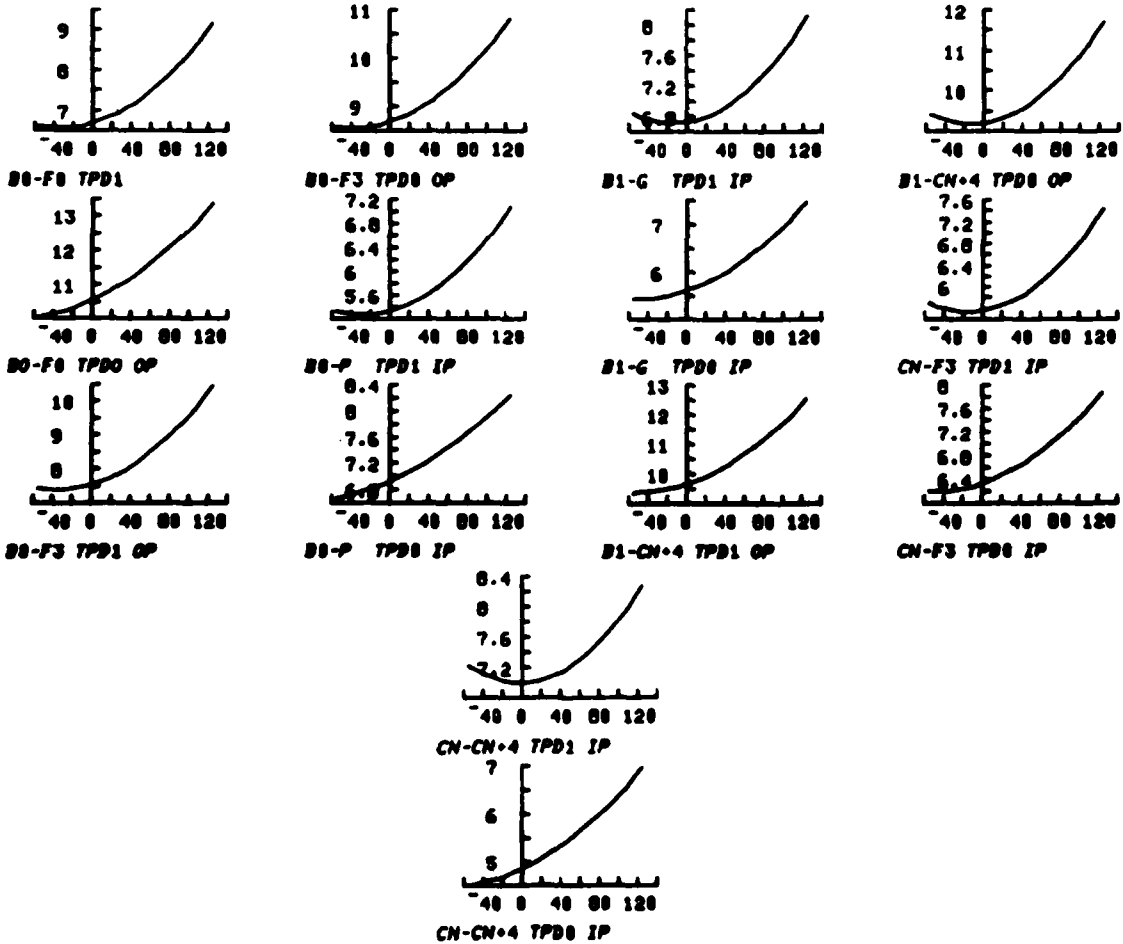 9
8
7
-40 0 40 80 120
B0-F0 TPD1
11
10
9
-40 0 40 80 120
B0-F3 TPD0 OP
8
7.6
7.2
6.8
-40 0 40 80 120
B1-G TPD1 IP
12
11
10
-40 0 40 80 120
B1-CN+4 TPD0 OP
13
12
11
-40 0 40 80 120
B0-F0 TPD0 OP
7.2
6.8
6.4
6
5.6
-40 0 40 80 120
B0-P TPD1 IP
7
6
-40 0 40 80 120
B1-G TPD0 IP
7.6
7.2
6.8
6.4
6
-40 0 40 80 120
CN-F3 TPD1 IP
10
9
8
-40 0 40 80 120
B0-F3 TPD1 OP
8.4
8
7.6
7.2
6.8
-40 0 40 80 120
B0-P TPD0 IP
13
12
11
10
-40 0 40 80 120
B1-CN+4 TPD1 OP
8
7.6
7.2
6.8
6.4
-40 0 40 80 120
CN-F3 TPD0 IP
8.4
8
7.6
7.2
-40 0 40 80 120
CN-CN+4 TPD1 IP
7
6
5
-40 0 40 80 120
CN-CN+4 TPD0 IP